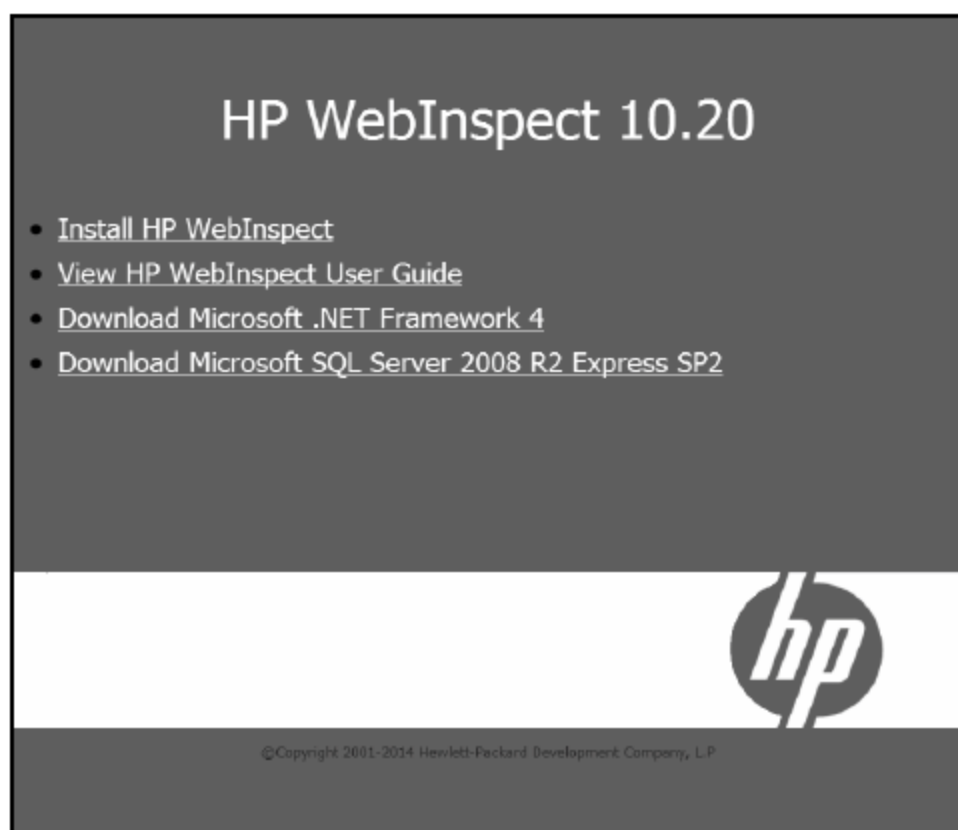 HP WebInspect 10.20
Install HP WebInspect
View HP WebInspect User Guide
Download Microsoft .NET Framework 4
Download Microsoft SQL Server 2008 R2 Express SP2
hp
©Copyright 2001-2014 Hewlett-Packard Development Company, L.P